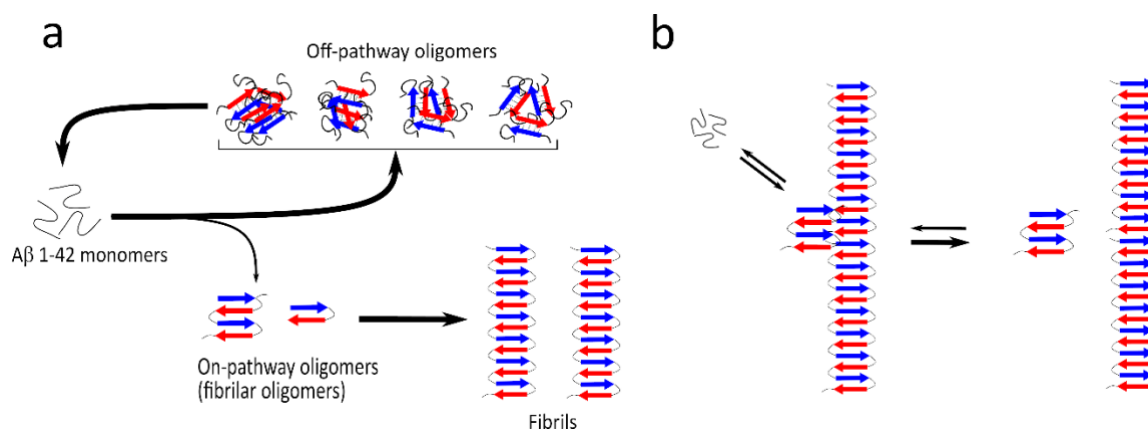 a
Off-pathway oligomers
Aβ 1-42 monomers
On-pathway oligomers
(fibrilar oligomers)
Fibrils
b